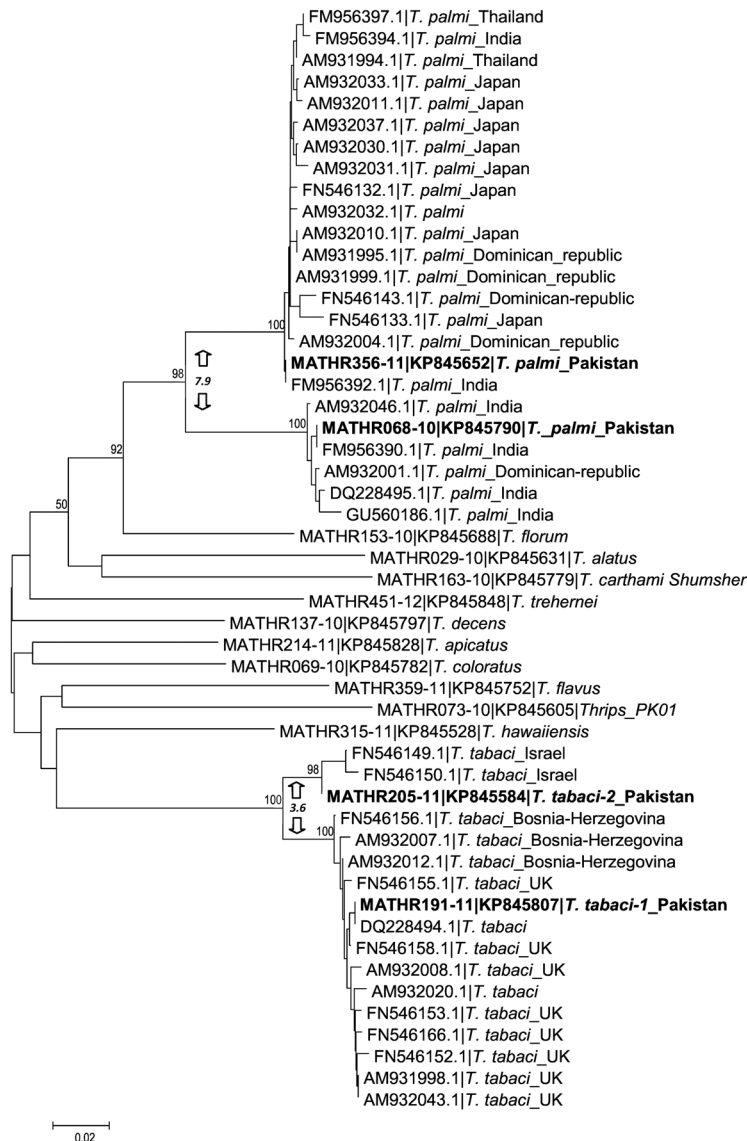 FM956397.1|T. palmi_Thailand
FM956394.1|T. palmi_India
AM931994.1|T. palmi_Thailand
AM932033.1|T. palmi_Japan
AM932011.1|T. palmi_Japan
AM932037.1|T. palmi_Japan
AM932030.1|T. palmi_Japan
AM932031.1|T. palmi_Japan
FN546132.1|T. palmi_Japan
AM932032.1|T. palmi
AM932010.1|T. palmi_Japan
AM931995.1|T. palmi_Dominican_republic
AM931999.1|T. palmi_Dominican_republic
FN546143.1|T. palmi_Dominican-republic
FN546133.1|T. palmi_Japan
100
AM932004.1|T. palmi_Dominican_republic
MATHR356-11|KP845652|T. palmi_Pakistan
98
7.9
FM956392.1|T. palmi_India
AM932046.1|T. palmi_India
100
MATHR068-10|KP845790|T._palmi_Pakistan
92
FM956390.1|T. palmi_India
AM932001.1|T. palmi_Dominican-republic
DQ228495.1|T. palmi_India
50
GU560186.1|T. palmi_India
MATHR153-10|KP845688|T. florum
MATHR029-10|KP845631|T. alatus
MATHR163-10|KP845779|T. carthami Shumsher
MATHR451-12|KP845848|T. trehernei
MATHR137-10|KP845797|T. decens
MATHR214-11|KP845828|T. apicatus
MATHR069-10|KP845782|T. coloratus
MATHR359-11|KP845752|T. flavus
MATHR073-10|KP845605|Thrips_PK01
MATHR315-11|KP845528|T. hawaiiensis
FN546149.1|T. tabaci_Israel
98
FN546150.1|T. tabaci_Israel
MATHR205-11|KP845584|T. tabaci-2_Pakistan
100
3.6
FN546156.1|T. tabaci_Bosnia-Herzegovina
100
AM932007.1|T. tabaci_Bosnia-Herzegovina
AM932012.1|T. tabaci_Bosnia-Herzegovina
FN546155.1|T. tabaci_UK
MATHR191-11|KP845807|T. tabaci-1_Pakistan
DQ228494.1|T. tabaci
FN546158.1|T. tabaci_UK
AM932008.1|T. tabaci_UK
AM932020.1|T. tabaci
FN546153.1|T. tabaci_UK
FN546166.1|T. tabaci_UK
FN546152.1|T. tabaci_UK
AM931998.1|T. tabaci_UK
AM932043.1|T. tabaci_UK
0.02